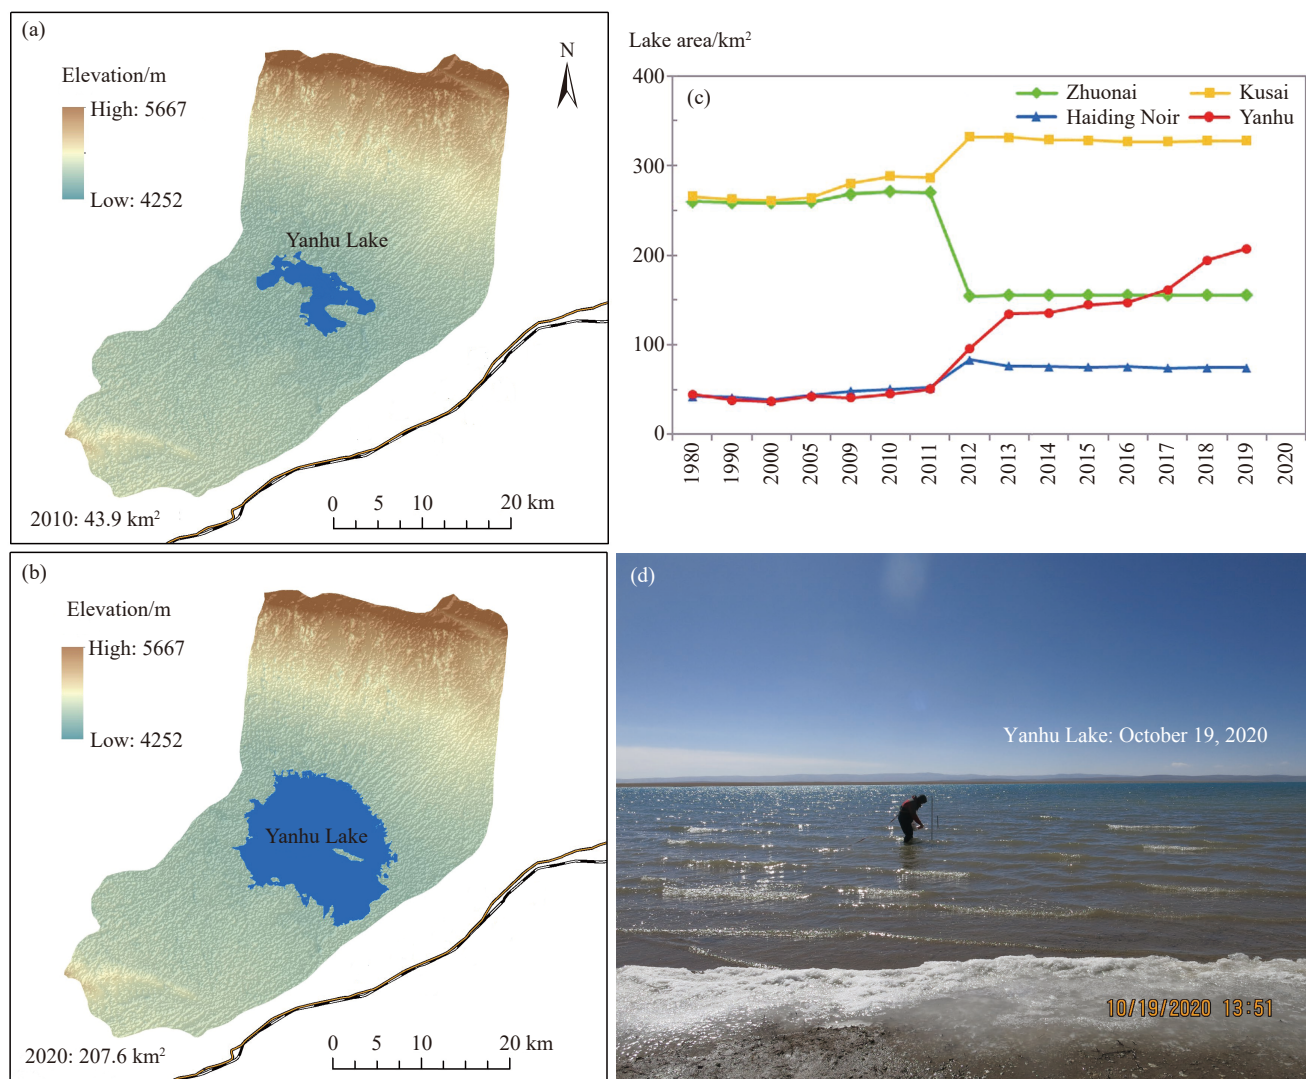 (a)
N
Elevation/m
High: 5667
Low: 4252
Yanhu Lake
0 5 10 20 km
2010: 43.9 km²
Lake area/km²
(c)
Zhuonai
Kusai
Haiding Noir
Yanhu
400
300
200
100
0
1980
1990
2000
2005
2009
2010
2011
2012
2013
2014
2015
2016
2017
2018
2019
2020
(b)
Elevation/m
High: 5667
Low: 4252
Yanhu Lake
0 5 10 20 km
2020: 207.6 km²
(d)
Yanhu Lake: October 19, 2020
10/19/2020 13:51